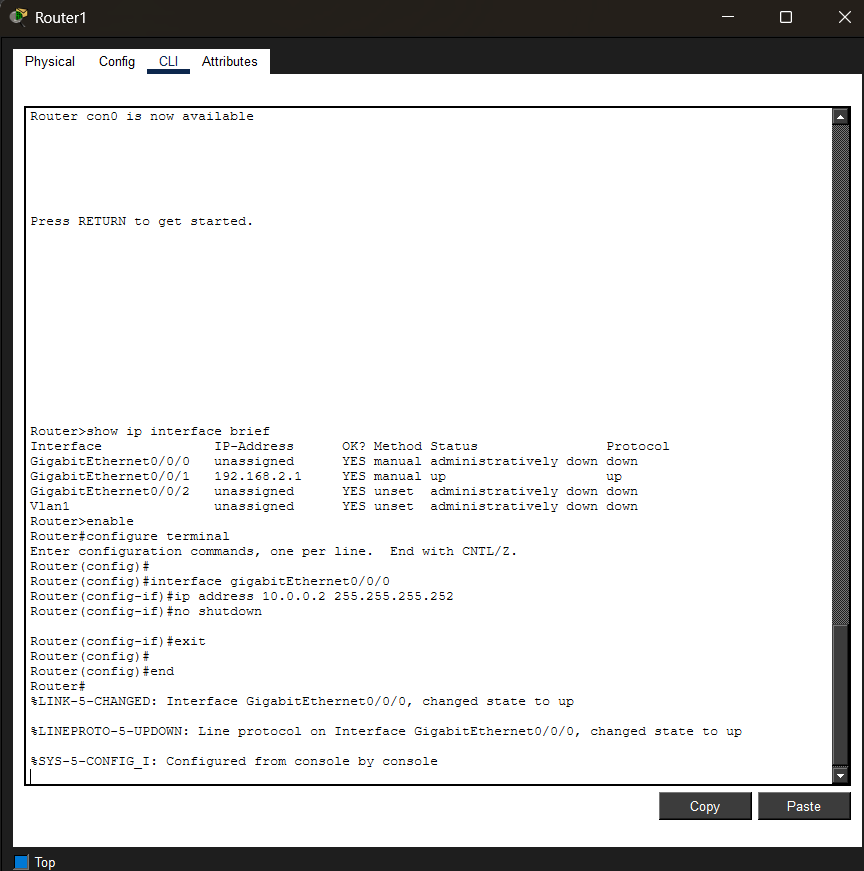 Router1
Physical Config CLI Attributes
Router con0 is now available
Press RETURN to get started.
Router>show ip interface brief
Interface              IP-Address      OK? Method Status                Protocol
GigabitEthernet0/0/0   unassigned      YES manual administratively down down
GigabitEthernet0/0/1   192.168.2.1     YES manual up                    up
GigabitEthernet0/0/2   unassigned      YES unset  administratively down down
Vlan1                  unassigned      YES unset  administratively down down
Router>enable
Router#configure terminal
Enter configuration commands, one per line.  End with CNTL/Z.
Router(config)#
Router(config)#interface gigabitEthernet0/0/0
Router(config-if)#ip address 10.0.0.2 255.255.255.252
Router(config-if)#no shutdown
Router(config-if)#exit
Router(config)#
Router(config)#end
Router#
%LINK-5-CHANGED: Interface GigabitEthernet0/0/0, changed state to up
%LINEPROTO-5-UPDOWN: Line protocol on Interface GigabitEthernet0/0/0, changed state to up
%SYS-5-CONFIG_I: Configured from console by console
Copy Paste
Top